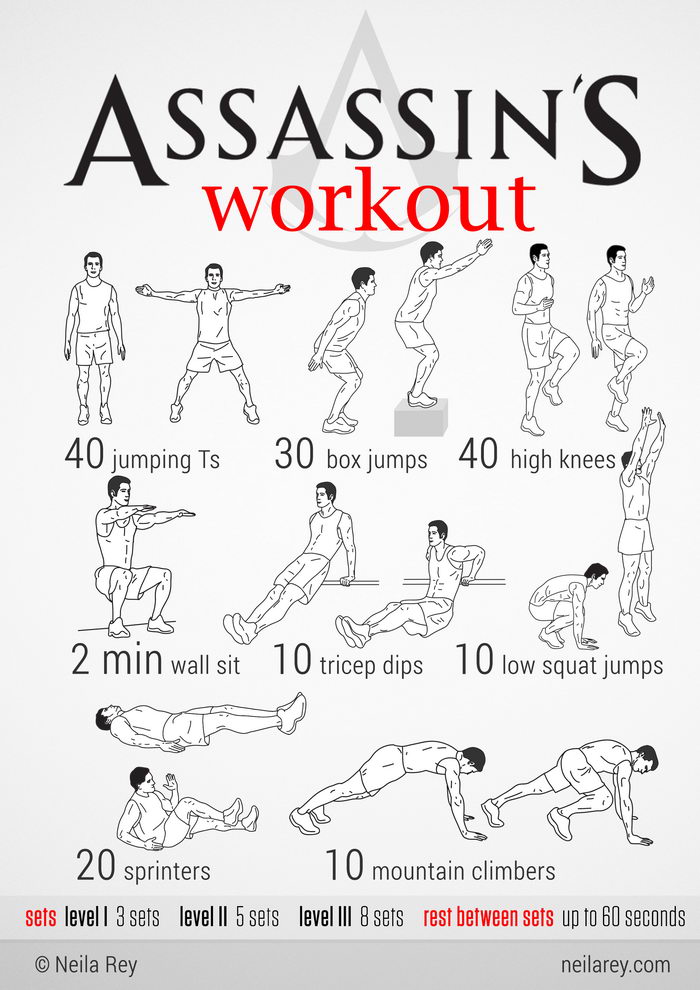 ASSASSIN'S
workout
40 jumping Ts
30 box jumps
40 high knees
2 min wall sit
10 tricep dips
10 low squat jumps
20 sprinters
10 mountain climbers
sets level I 3 sets level II 5 sets level III 8 sets rest between sets up to 60 seconds
© Neila Rey
neilarey.com